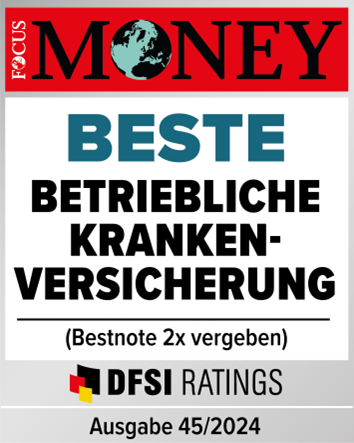 FOCUS
MONEY
BESTE
BETRIEBLICHE
KRANKEN-
VERSICHERUNG
(Bestnote 2x vergeben)
DFSI RATINGS
Ausgabe 45/2024